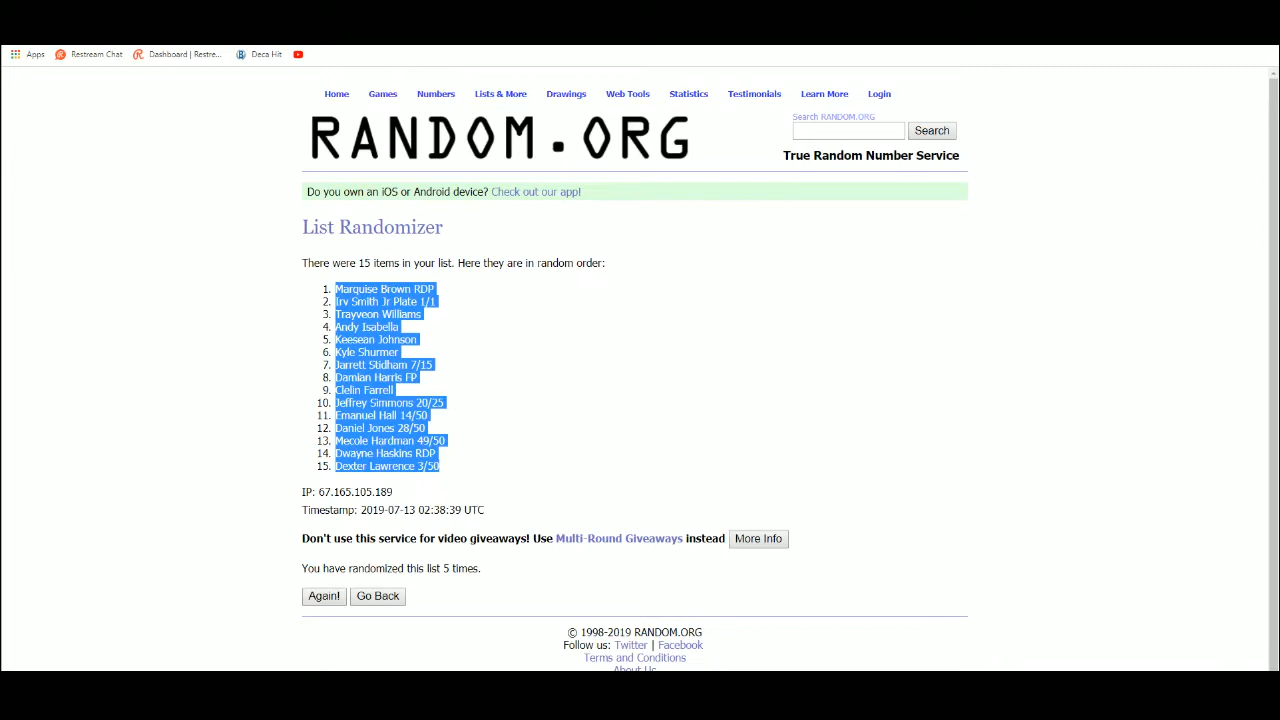 Apps Restream Chat Dashboard | Restre... Deca Hit
Home Games Numbers Lists & More Drawings Web Tools Statistics Testimonials Learn More Login
Search RANDOM.ORG
RANDOM.ORG
Search
True Random Number Service
Do you own an iOS or Android device? Check out our app!
List Randomizer
There were 15 items in your list. Here they are in random order:
1. Marquise Brown RDP
2. Irv Smith Jr Plate 1/1
3. Trayveon Williams
4. Andy Isabella
5. Keesean Johnson
6. Kyle Shurmer
7. Jarrett Stidham 7/15
8. Damian Harris FP
9. Clelin Farrell
10. Jeffrey Simmons 20/25
11. Emanuel Hall 14/50
12. Daniel Jones 28/50
13. Mecole Hardman 49/50
14. Dwayne Haskins RDP
15. Dexter Lawrence 3/50
IP: 67.165.105.189
Timestamp: 2019-07-13 02:38:39 UTC
Don't use this service for video giveaways! Use Multi-Round Giveaways instead More Info
You have randomized this list 5 times.
Again! Go Back
© 1998-2019 RANDOM.ORG
Follow us: Twitter | Facebook
Terms and Conditions
About Us